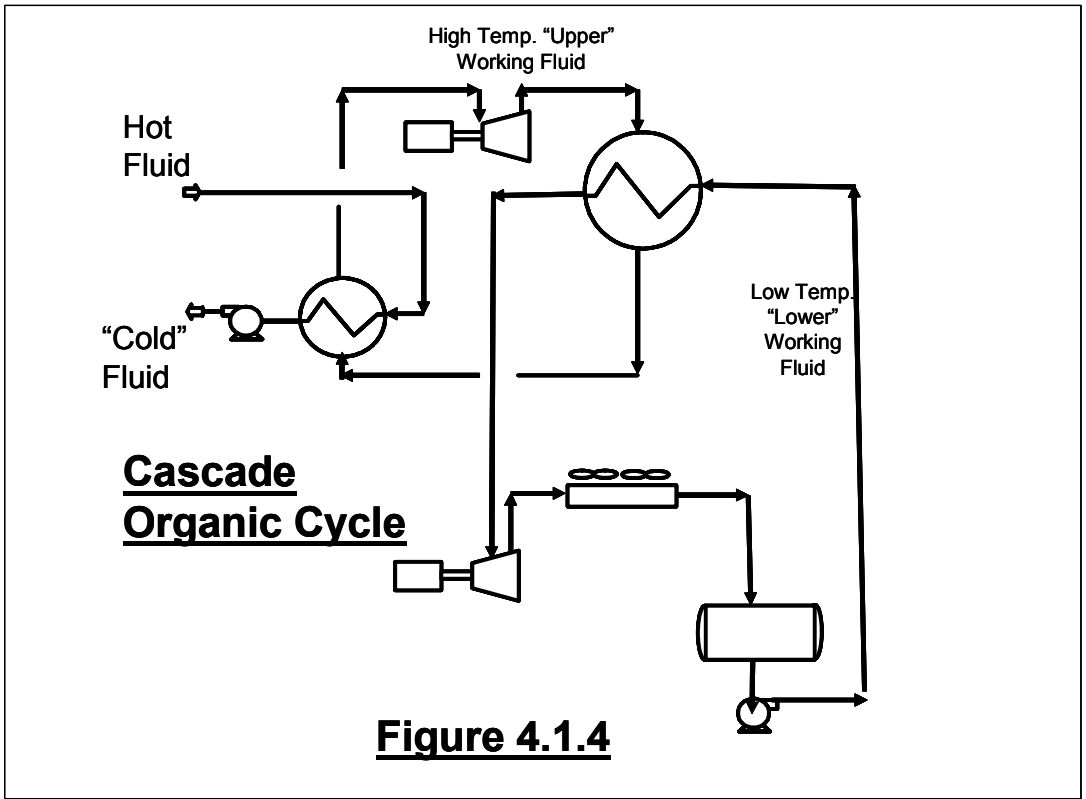 High Temp. “Upper”
Working Fluid
Hot
Fluid
“Cold”
Fluid
Low Temp.
“Lower”
Working
Fluid
Cascade
Organic Cycle
Figure 4.1.4